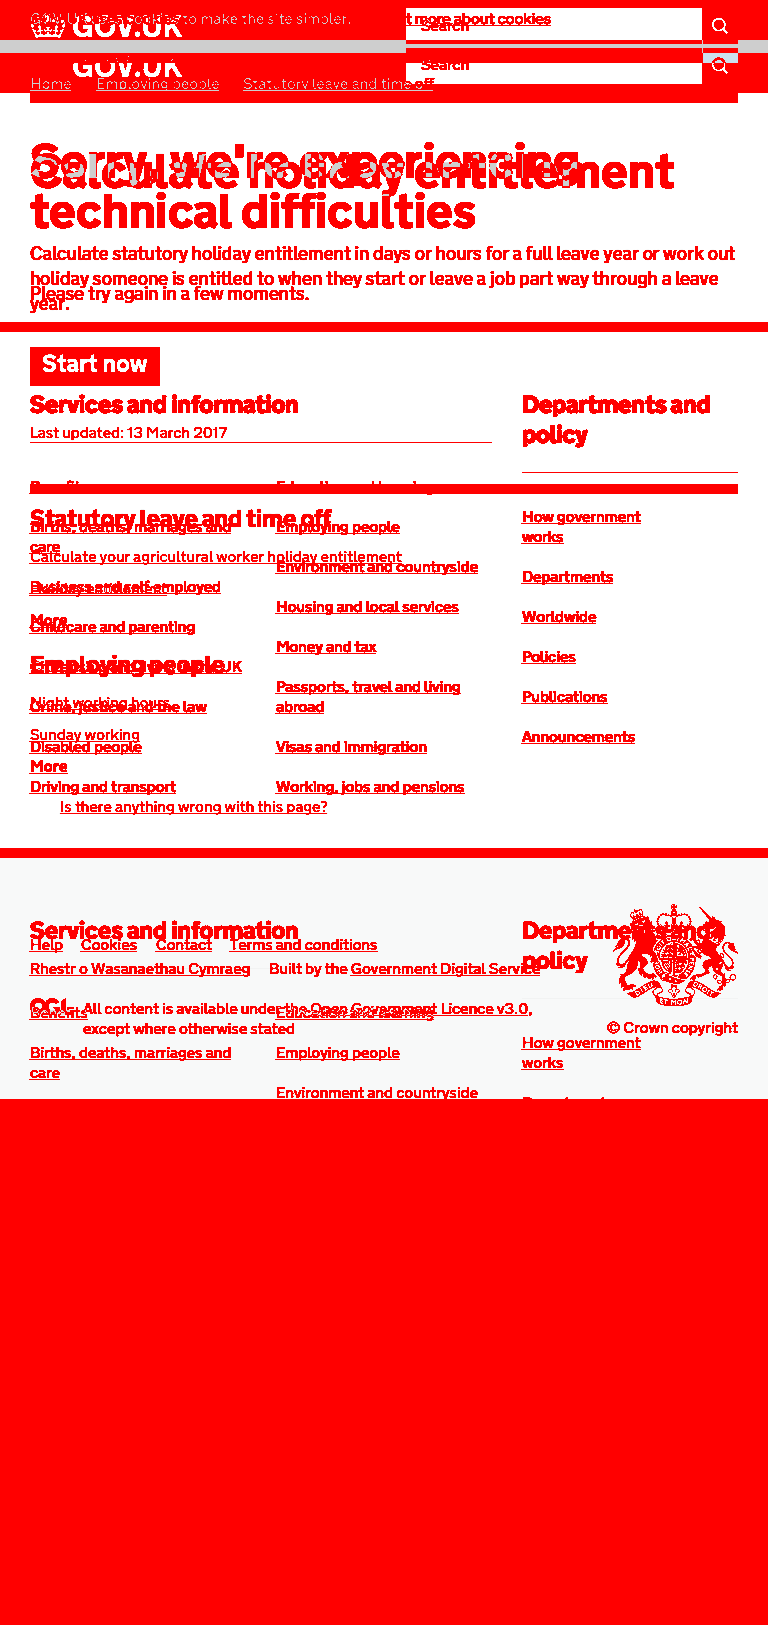 GOV.UK uses cookies to make the site simpler. more about cookies
GOV.UK
Search
GOV.UK
Search
Home Employing people Statutory leave and time off
Sorry, we're experiencing
Calculate holiday entitlement
technical difficulties
Calculate statutory holiday entitlement in days or hours for a full leave year or work out
holiday someone is entitled to when they start or leave a job part way through a leave
Please try again in a few moments.
year.
Start now
Services and information
Departments and
policy
Last updated: 13 March 2017
Benefits
Education and learning
Statutory leave and time off
Births, deaths, marriages and
care
Employing people
How government
works
Calculate your agricultural worker holiday entitlement
Environment and countryside
Departments
Business and self-employed
Holiday entitlement
Housing and local services
Worldwide
More
Childcare and parenting
Money and tax
Policies
Employing people
UK
Passports, travel and living
abroad
Publications
Night working hours
Crime, justice and the law
Sunday working
Disabled people
Visas and immigration
Announcements
More
Driving and transport
Working, jobs and pensions
Is there anything wrong with this page?
Services and information
Departments and
policy
Help Cookies Contact Terms and conditions
Rhestr o Wasanaethau Cymraeg Built by the Government Digital Service
OGL
All content is available under the Open Government Licence v3.0,
except where otherwise stated
Benefits
Education and learning
© Crown copyright
Births, deaths, marriages and
care
Employing people
How government
works
Environment and countryside
Departments